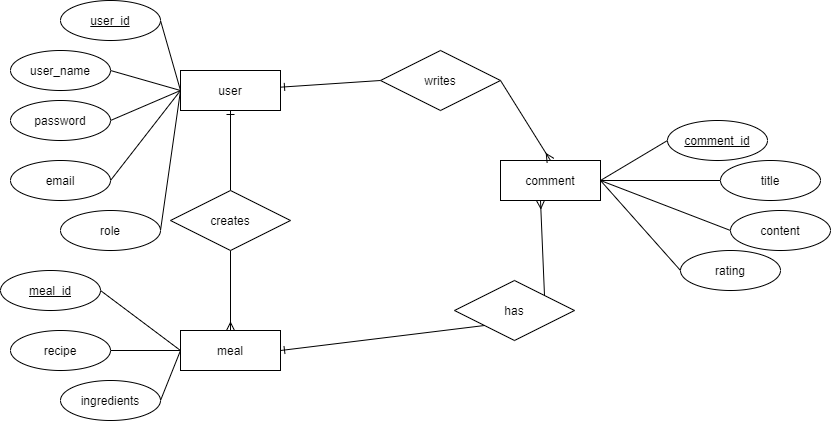 user_id
user_name
password
email
role
user
writes
creates
comment
comment_id
title
content
rating
meal_id
recipe
ingredients
meal
has